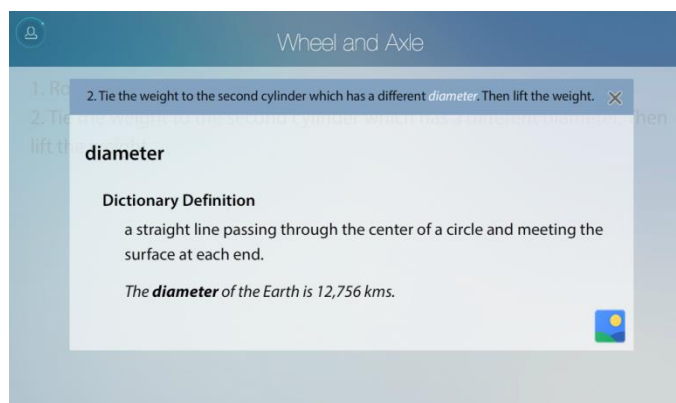 Wheel and Axle
2. Tie the weight to the second cylinder which has a different diameter. Then lift the weight.
diameter
Dictionary Definition
a straight line passing through the center of a circle and meeting the
surface at each end.
The diameter of the Earth is 12,756 kms.